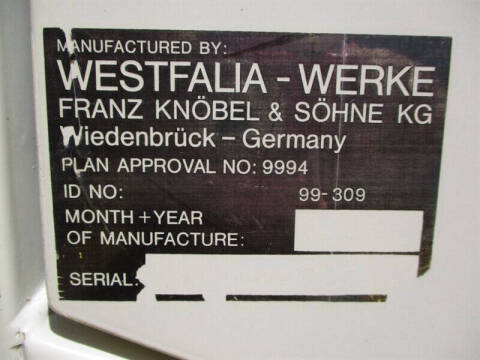 MANUFACTURED BY:
WESTFALIA - WERKE
FRANZ KNÖBEL & SÖHNE KG
Wiedenbrück - Germany
PLAN APPROVAL NO: 9994
ID NO: 99-309
MONTH + YEAR
OF MANUFACTURE:
SERIAL: